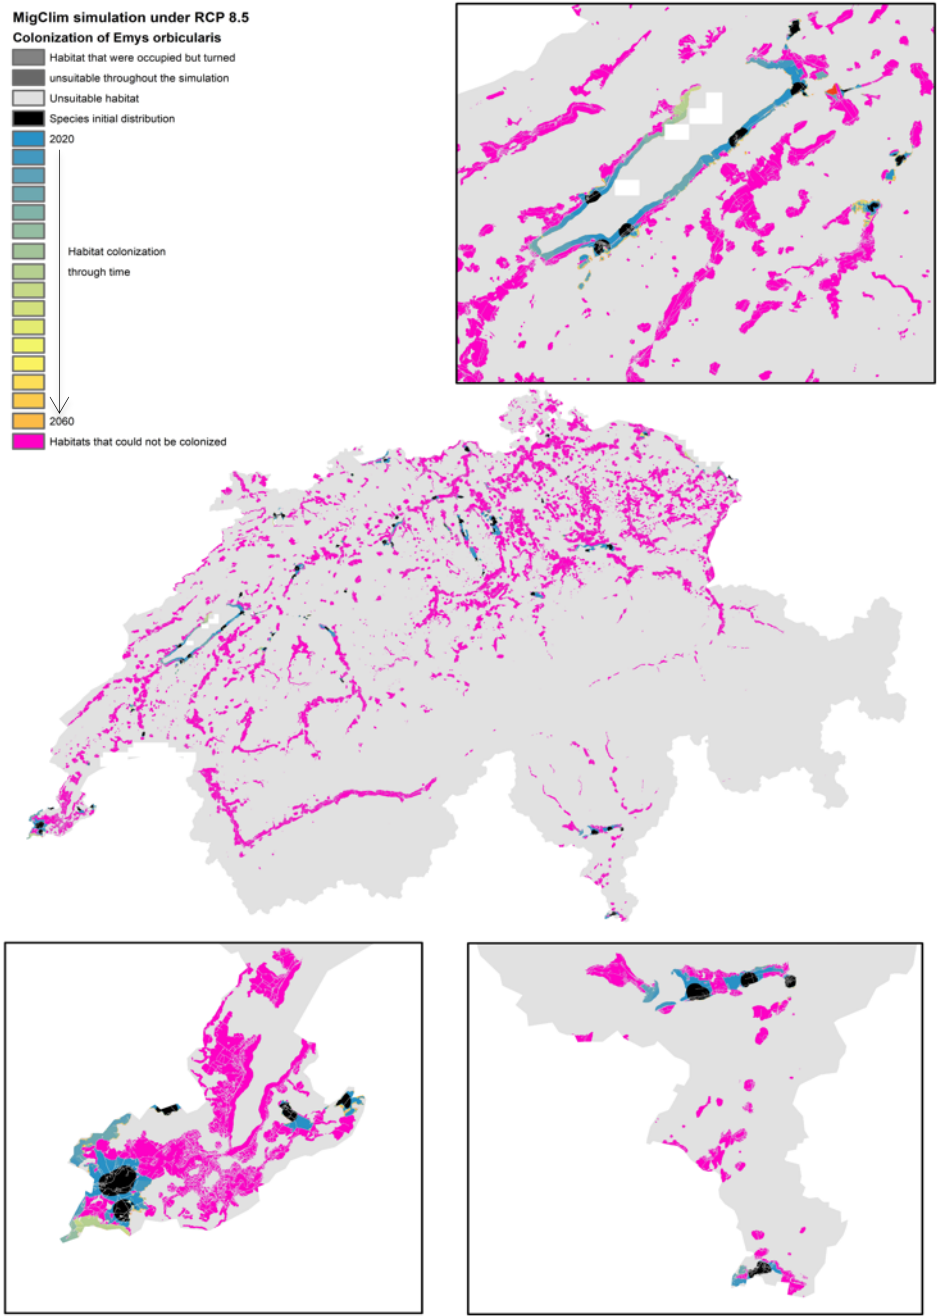 MigClim simulation under RCP 8.5
Colonization of Emys orbicularis
Habitat that were occupied but turned
unsuitable throughout the simulation
Unsuitable habitat
Species initial distribution
2020
Habitat colonization
through time
2060
Habitats that could not be colonized